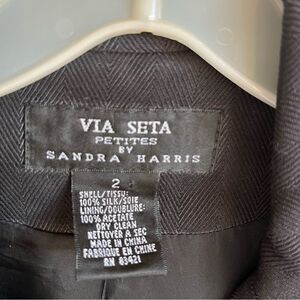 VIA SETA
PETITES
BY
SANDRA HARRIS
2
SHELL/TISSU:
100% SILK/SOIE
LINING/DOUBLURE:
100% ACETATE
DRY CLEAN
NETTOYER A SEC
MADE IN CHINA
FABRIQUE EN CHINE
RN 89421